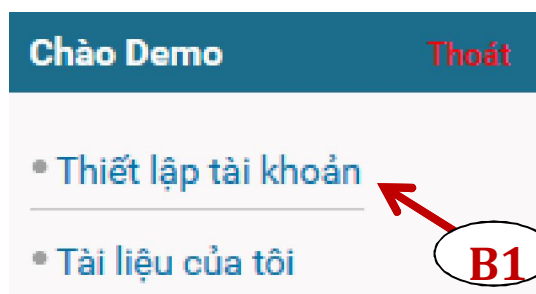 Chào Demo Thoát
Thiết lập tài khoản
Tài liệu của tôi
B1